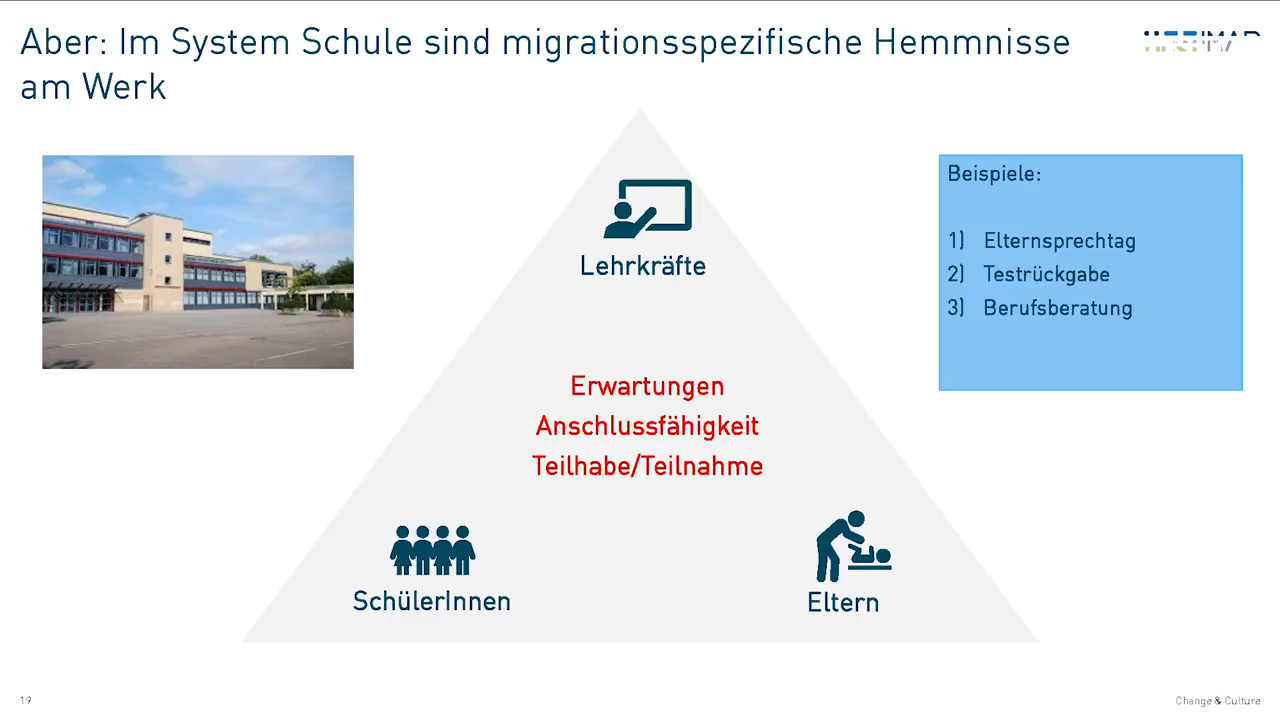 Aber: Im System Schule sind migrationsspezifische Hemmnisse
am Werk
Beispiele:
1) Elternsprechtag
2) Testrückgabe
3) Berufsberatung
Lehrkräfte
Erwartungen
Anschlussfähigkeit
Teilhabe/Teilnahme
SchülerInnen
Eltern
19
Change & Culture